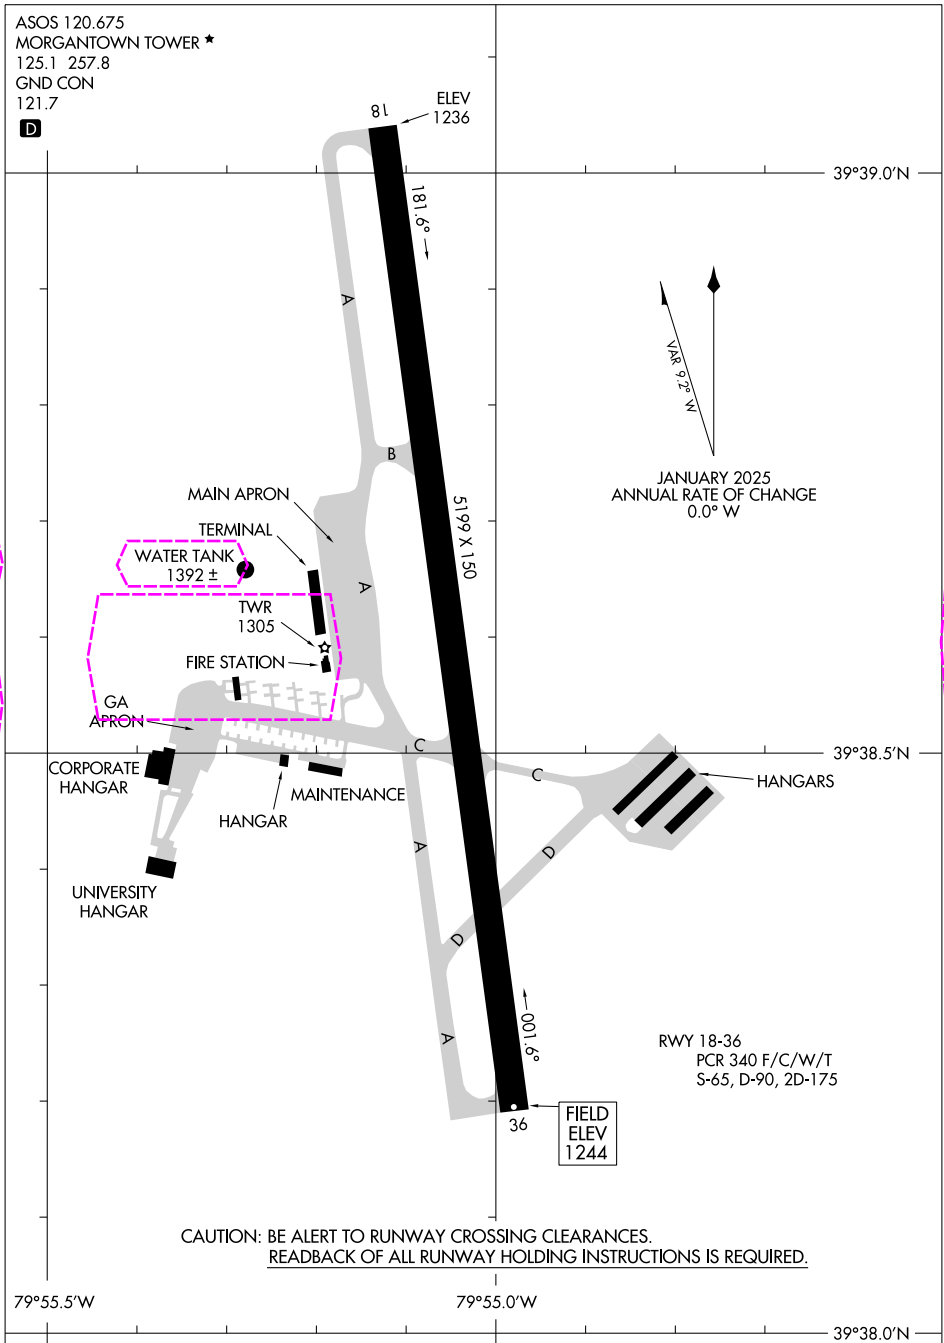 ASOS 120.675
MORGANTOWN TOWER ★
125.1 257.8
GND CON
121.7
D
18
ELEV
1236
39°39.0'N
181.6°
A
VAR 9.2° W
B
JANUARY 2025
ANNUAL RATE OF CHANGE
0.0° W
MAIN APRON
5199 X 150
TERMINAL
WATER TANK
1392 ±
A
TWR
1305
FIRE STATION
GA
APRON
C
39°38.5'N
CORPORATE
HANGAR
C
HANGARS
MAINTENANCE
HANGAR
A
D
UNIVERSITY
HANGAR
D
001.6°
A
RWY 18-36
PCR 340 F/C/W/T
S-65, D-90, 2D-175
36
FIELD
ELEV
1244
CAUTION: BE ALERT TO RUNWAY CROSSING CLEARANCES.
READBACK OF ALL RUNWAY HOLDING INSTRUCTIONS IS REQUIRED.
79°55.5'W
79°55.0'W
39°38.0'N